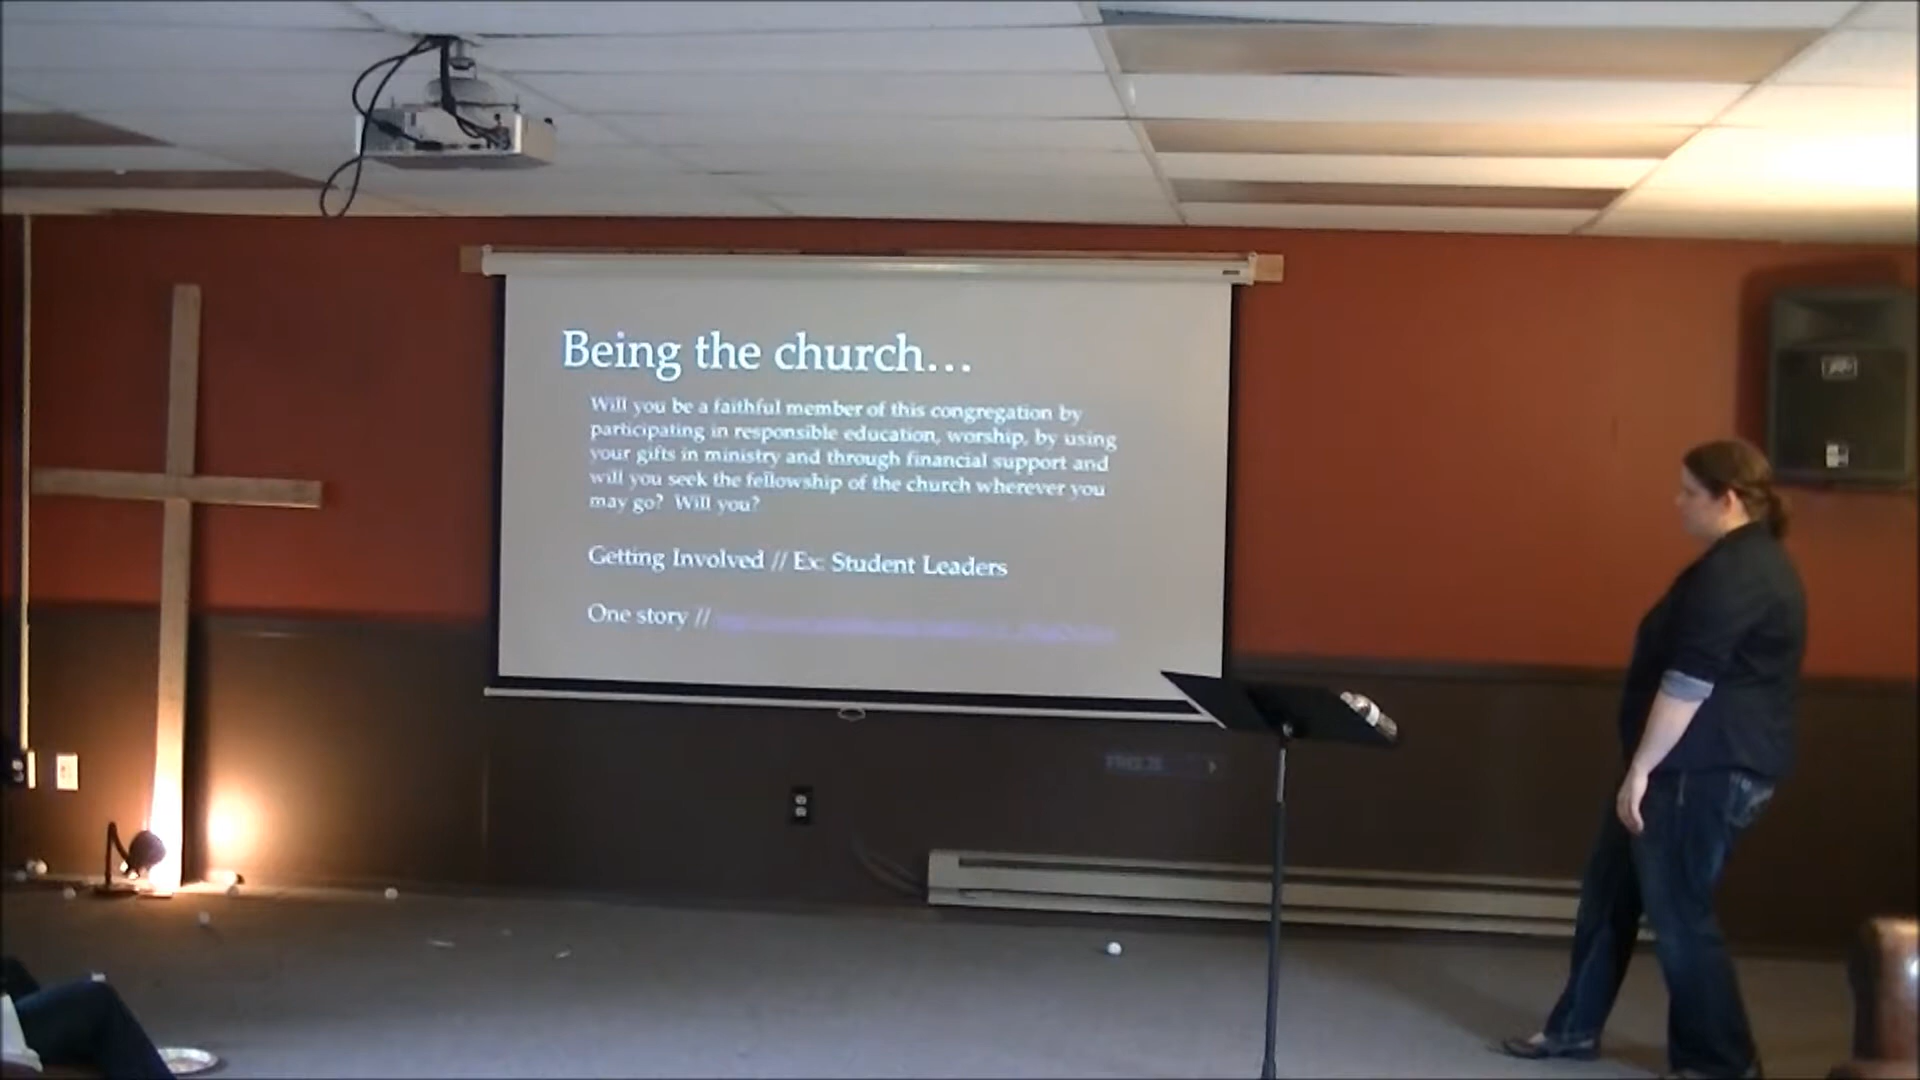 Being the church...
Will you be a faithful member of this congregation by
participating in responsible education, worship, by using
your gifts in ministry and through financial support and
will you seek the fellowship of the church wherever you
may go? Will you?
Getting Involved // Ex: Student Leaders
One story //